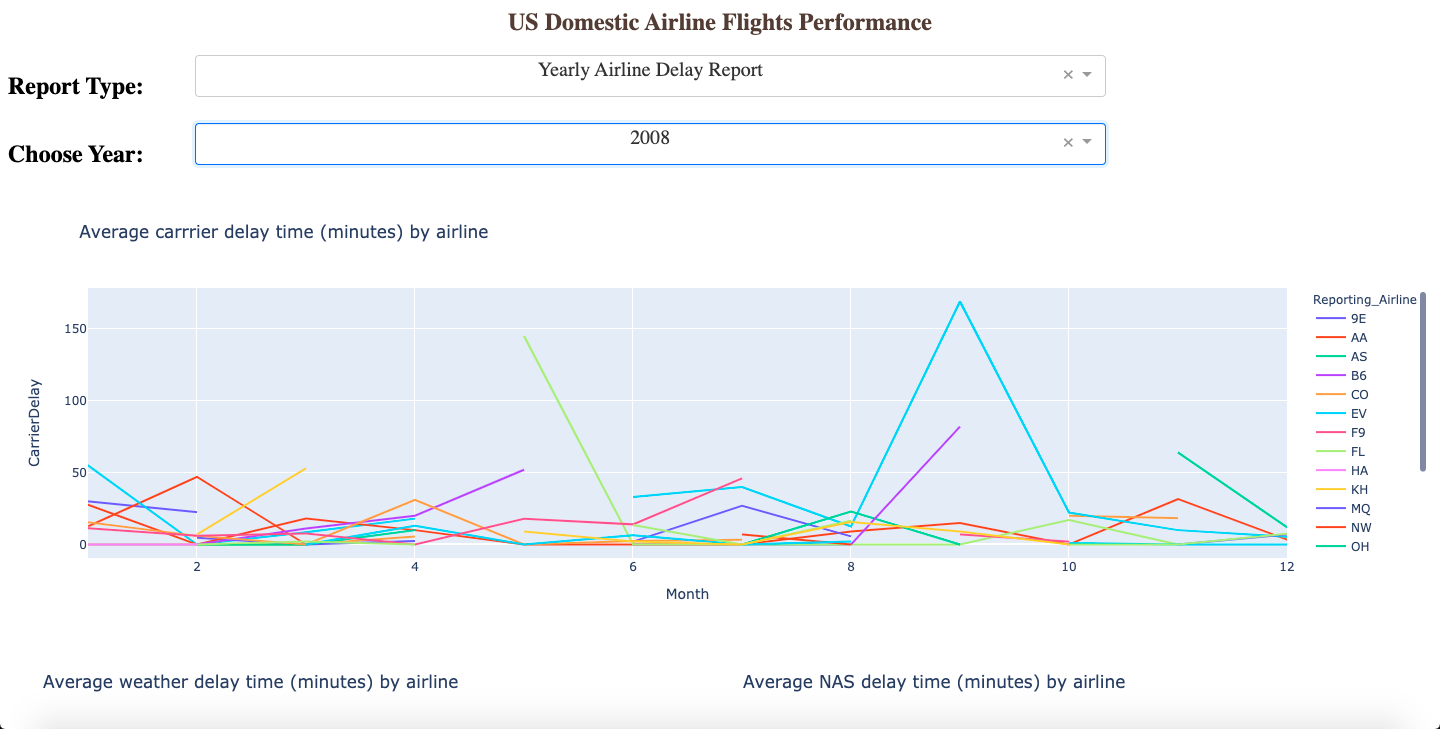 US Domestic Airline Flights Performance
Report Type:
Yearly Airline Delay Report
×
Choose Year:
2008
×
Average carrrier delay time (minutes) by airline
CarrierDelay
150
100
50
0
2 4 6 8 10 12
Month
Reporting_Airline
9E
AA
AS
B6
CO
EV
F9
FL
HA
KH
MQ
NW
OH
Average weather delay time (minutes) by airline
Average NAS delay time (minutes) by airline